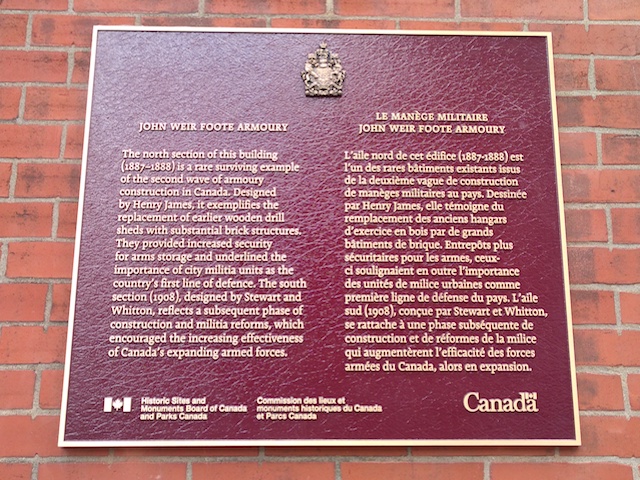 JOHN WEIR FOOTE ARMOURY
The north section of this building
(1887–1888) is a rare surviving example
of the second wave of armoury
construction in Canada. Designed
by Henry James, it exemplifies the
replacement of earlier wooden drill
sheds with substantial brick structures.
They provided increased security
for arms storage and underlined the
importance of city militia units as the
country's first line of defence. The south
section (1908), designed by Stewart and
Whitton, reflects a subsequent phase of
construction and militia reforms, which
encouraged the increasing effectiveness
of Canada's expanding armed forces.
LE MANÈGE MILITAIRE
JOHN WEIR FOOTE ARMOURY
L'aile nord de cet édifice (1887-1888) est
l'un des rares bâtiments existants issus
de la deuxième vague de construction
de manèges militaires au pays. Dessinée
par Henry James, elle témoigne du
remplacement des anciens hangars
d'exercice en bois par de grands
bâtiments de brique. Entrepôts plus
sécuritaires pour les armes, ceux-
ci soulignaient en outre l'importance
des unités de milice urbaines comme
première ligne de défense du pays. L'aile
sud (1908), conçue par Stewart et Whitton,
se rattache à une phase subséquente de
construction et de réformes de la milice
qui augmentèrent l'efficacité des forces
armées du Canada, alors en expansion.
Historic Sites and
Monuments Board of Canada
and Parks Canada
Commission des lieux et
monuments historiques du Canada
et Parcs Canada
Canada